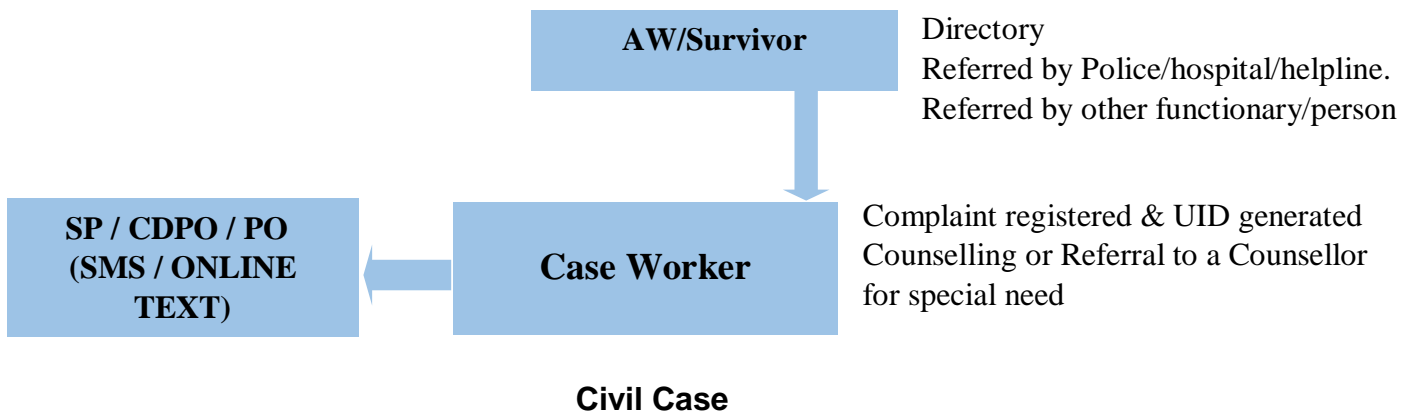 AW/Survivor
Directory
Referred by Police/hospital/helpline.
Referred by other functionary/person
SP / CDPO / PO
(SMS / ONLINE
TEXT)
Case Worker
Complaint registered & UID generated
Counselling or Referral to a Counsellor
for special need
Civil Case